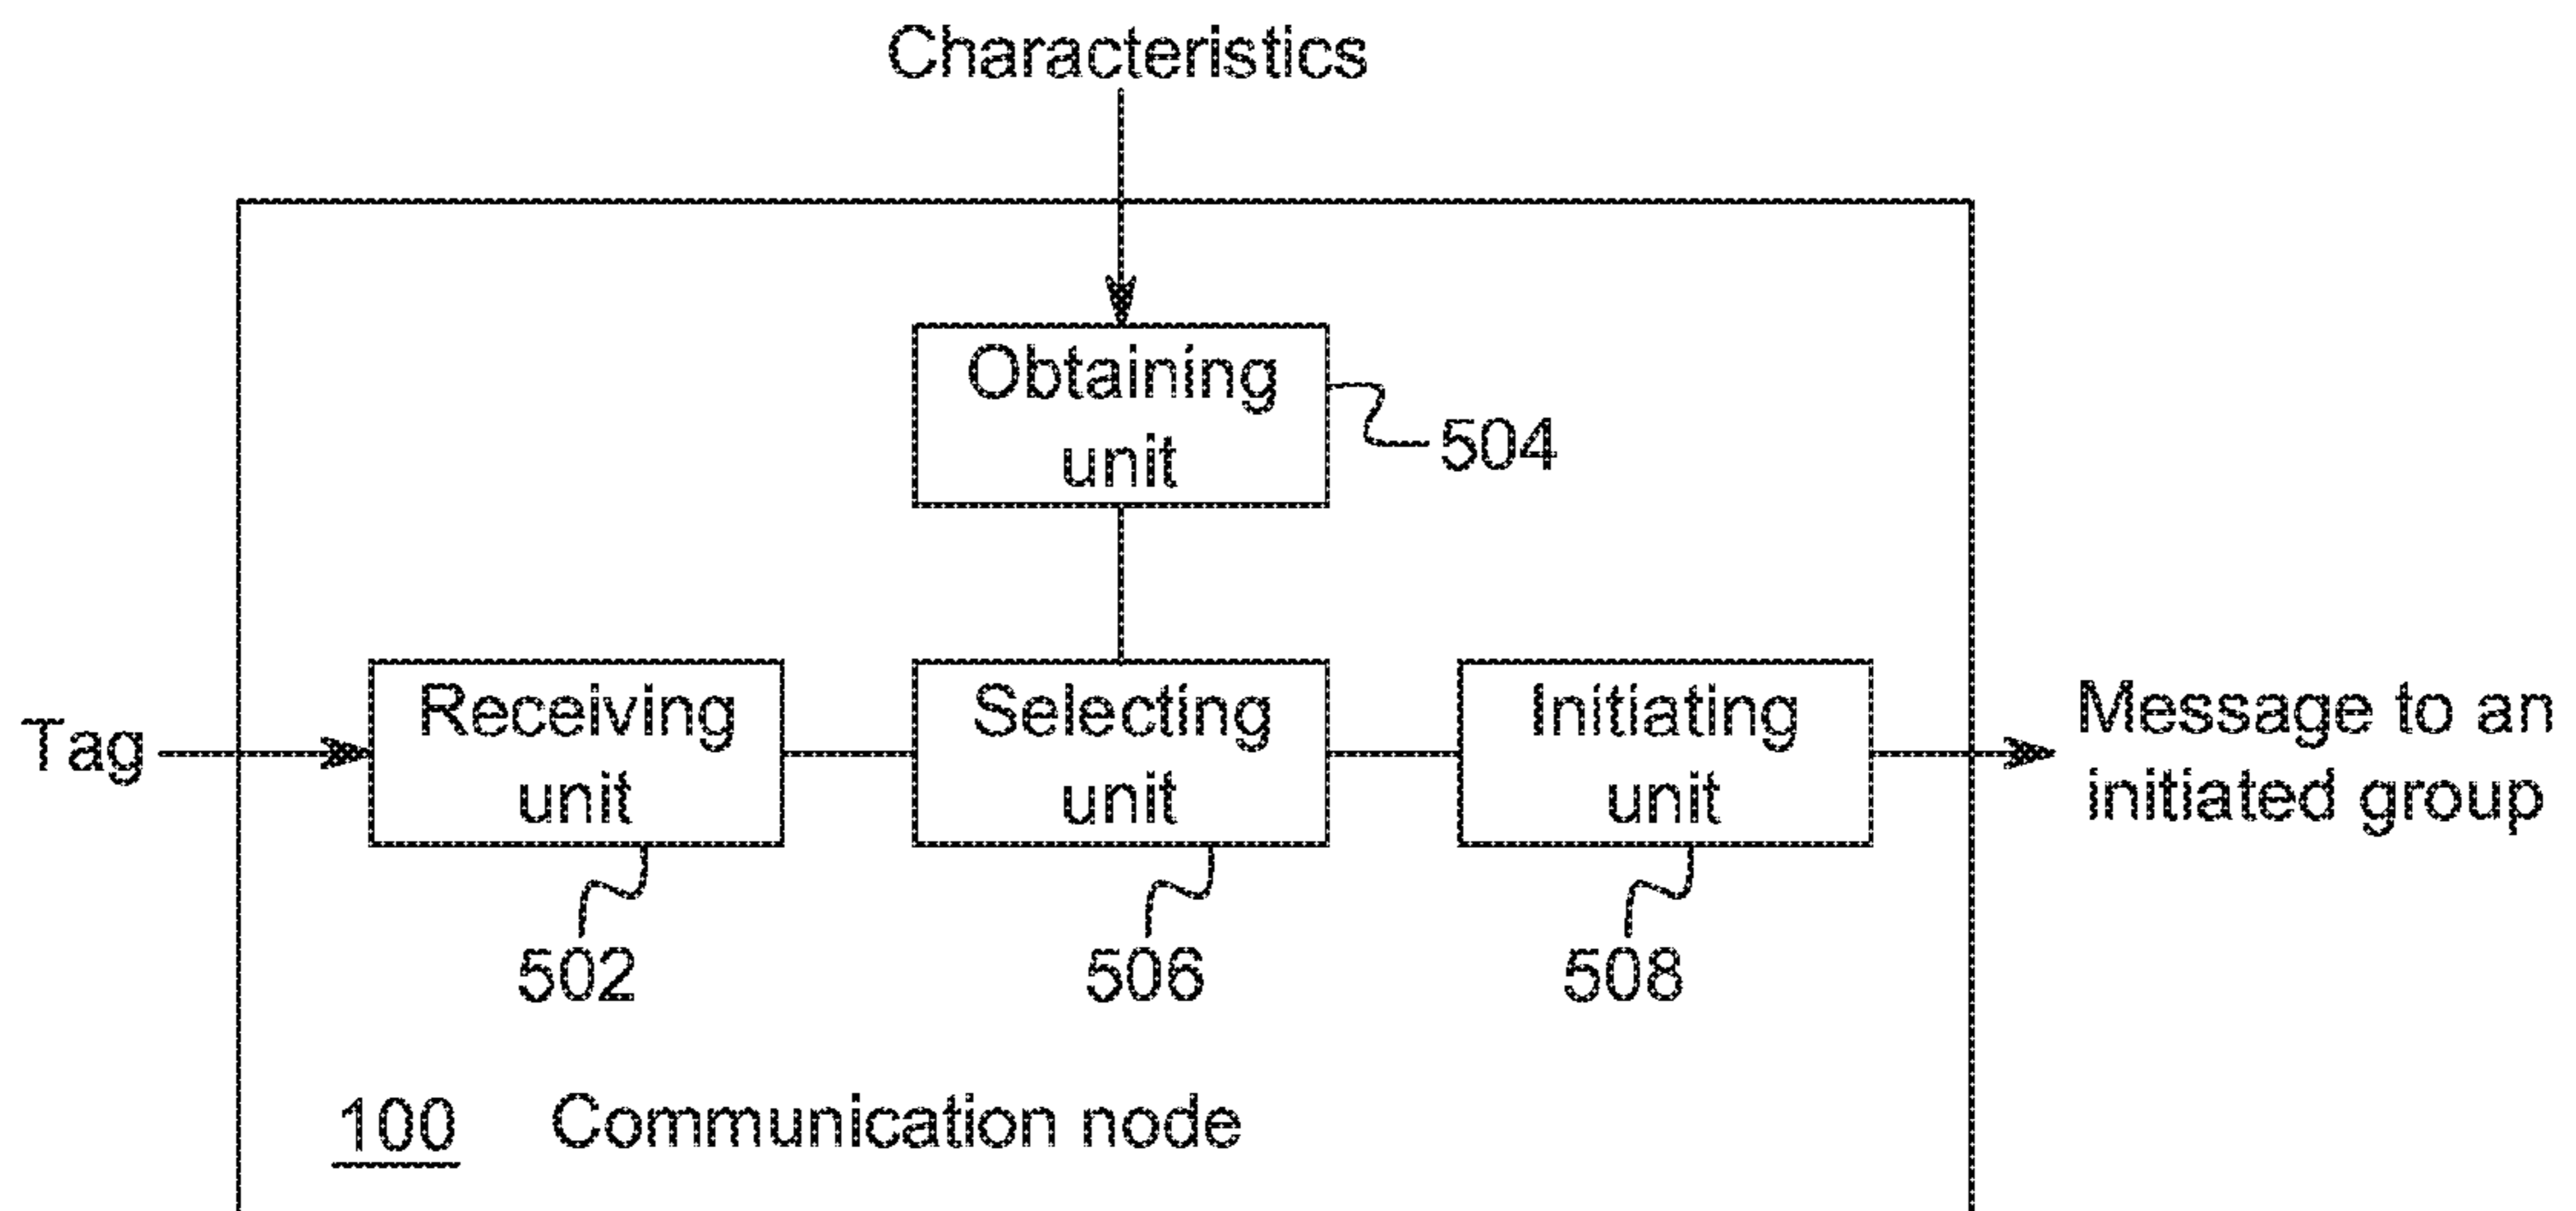 Characteristics
Obtaining
unit
504
Tag
Receiving
unit
502
Selecting
unit
506
Initiating
unit
508
Message to an
initiated group
100 Communication node